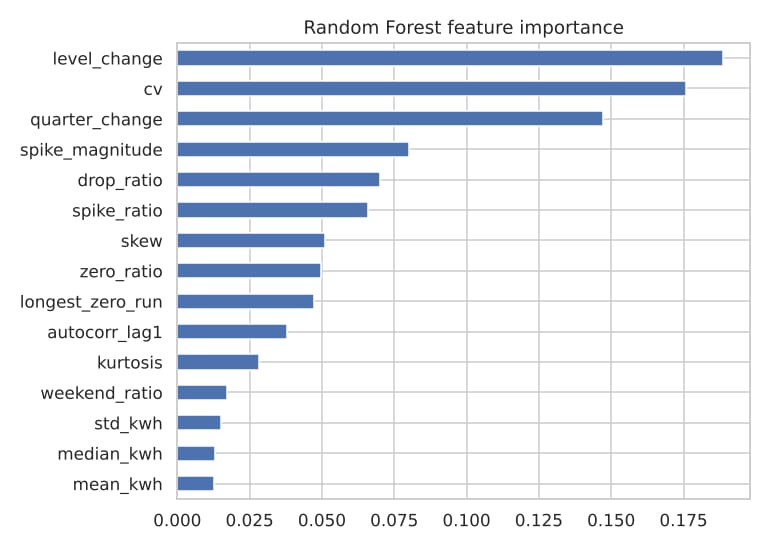 Random Forest feature importance
level_change
cv
quarter_change
spike_magnitude
drop_ratio
spike_ratio
skew
zero_ratio
longest_zero_run
autocorr_lag1
kurtosis
weekend_ratio
std_kwh
median_kwh
mean_kwh
0.000 0.025 0.050 0.075 0.100 0.125 0.150 0.175